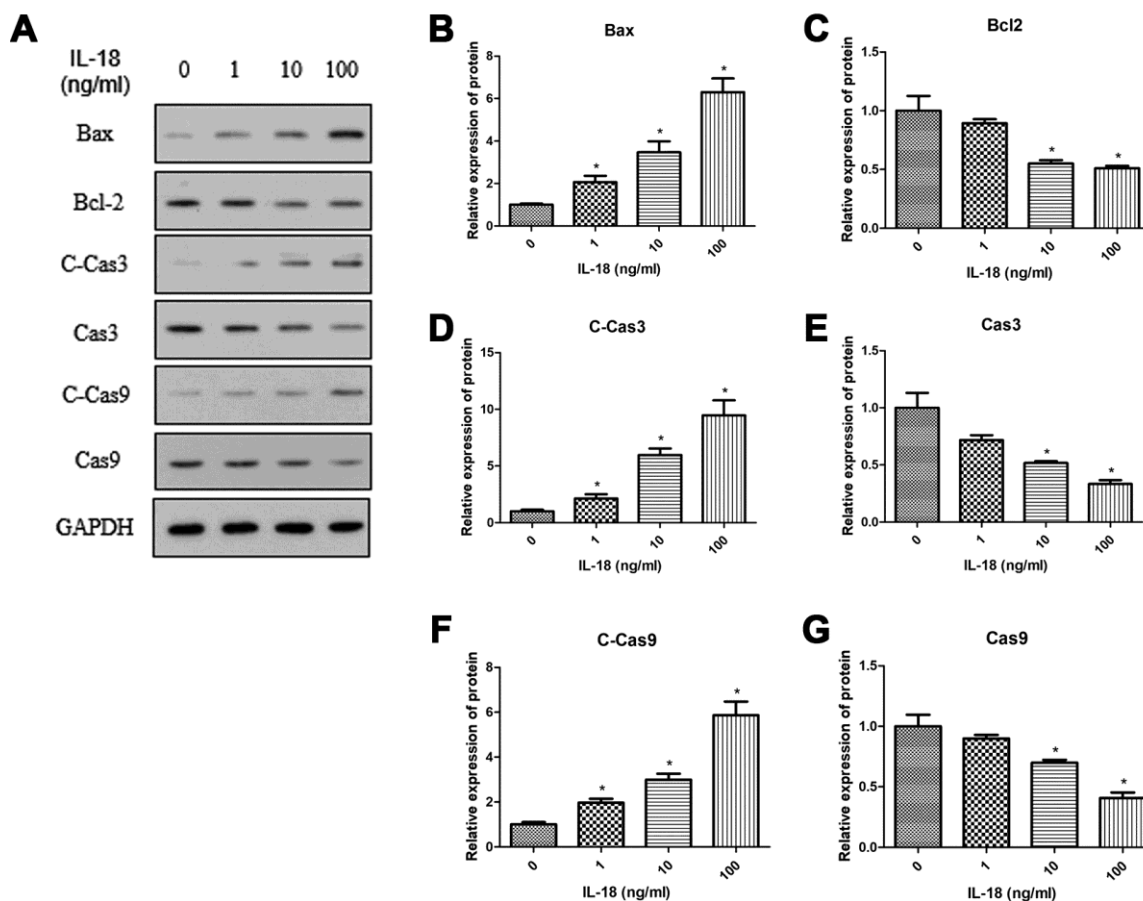 A
IL-18
(ng/ml)
0 1 10 100
Bax
Bcl-2
C-Cas3
Cas3
C-Cas9
Cas9
GAPDH
B
Bax
Relative expression of protein
8
6
4
2
0
0 1 10 100
* * *
IL-18 (ng/ml)
C
Bcl2
Relative expression of protein
1.5
1.0
0.5
0.0
0 1 10 100
* *
IL-18 (ng/ml)
D
C-Cas3
Relative expression of protein
15
10
5
0
0 1 10 100
* * *
IL-18 (ng/ml)
E
Cas3
Relative expression of protein
1.5
1.0
0.5
0.0
0 1 10 100
* *
IL-18 (ng/ml)
F
C-Cas9
Relative expression of protein
8
6
4
2
0
0 1 10 100
* * *
IL-18 (ng/ml)
G
Cas9
Relative expression of protein
1.5
1.0
0.5
0.0
0 1 10 100
* *
IL-18 (ng/ml)